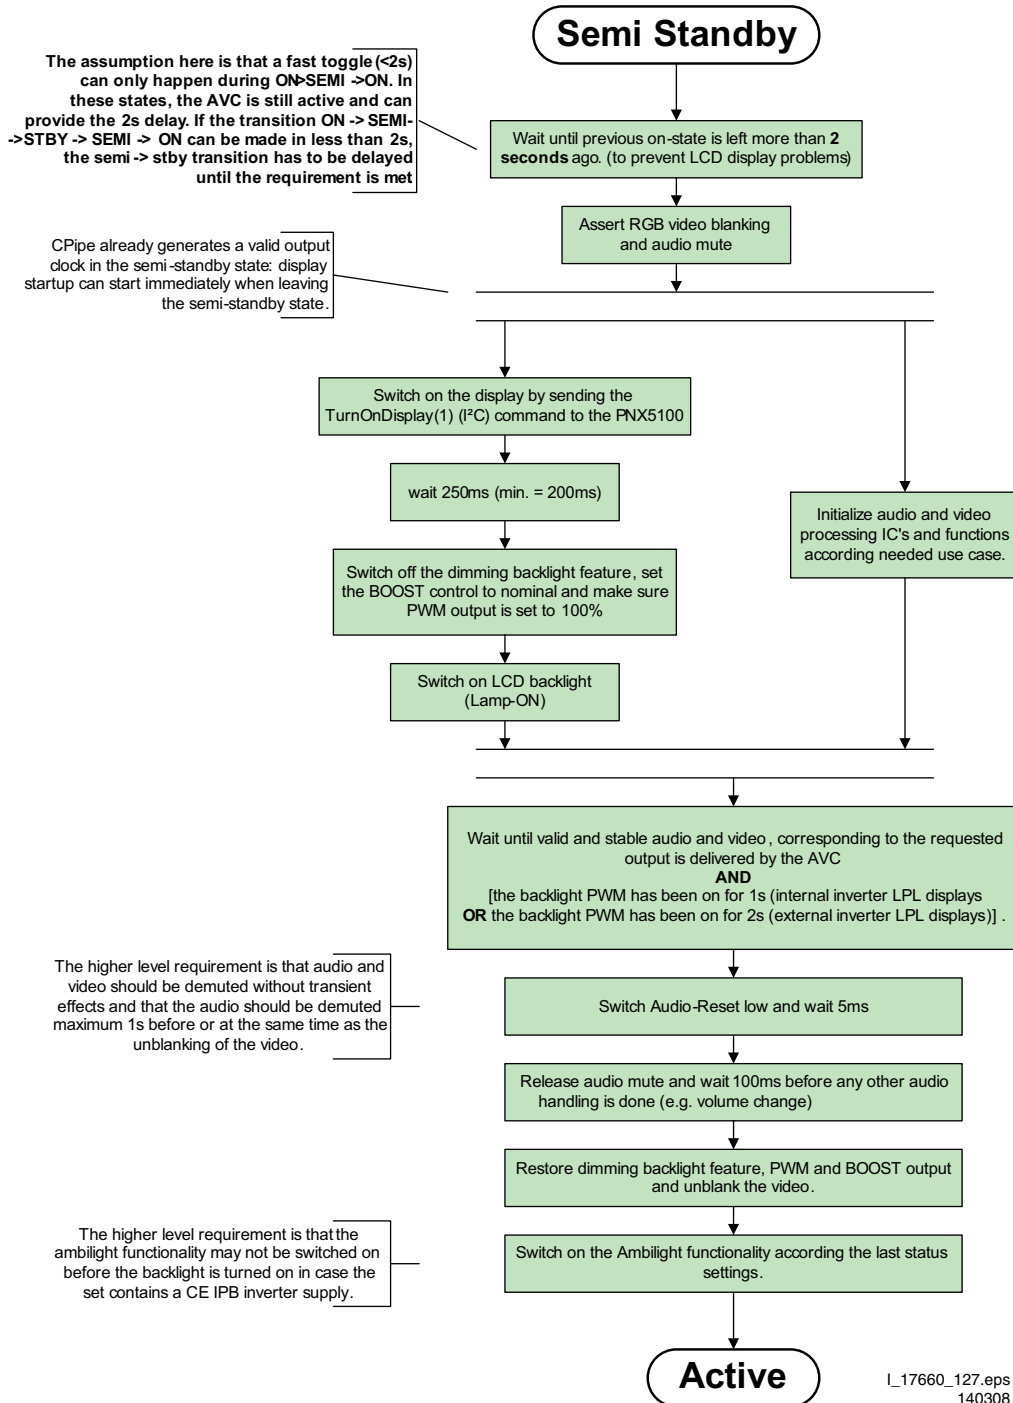 Semi Standby
The assumption here is that a fast toggle (<2s)
can only happen during ON->SEMI ->ON. In
these states, the AVC is still active and can
provide the 2s delay. If the transition ON -> SEMI-
->STBY -> SEMI -> ON can be made in less than 2s,
the semi -> stby transition has to be delayed
until the requirement is met
Wait until previous on-state is left more than 2
seconds ago. (to prevent LCD display problems)
Assert RGB video blanking
and audio mute
CPipe already generates a valid output
clock in the semi-standby state: display
startup can start immediately when leaving
the semi-standby state.
Switch on the display by sending the
TurnOnDisplay(1) (I²C) command to the PNX5100
wait 250ms (min. = 200ms)
Initialize audio and video
processing IC's and functions
according needed use case.
Switch off the dimming backlight feature, set
the BOOST control to nominal and make sure
PWM output is set to 100%
Switch on LCD backlight
(Lamp-ON)
Wait until valid and stable audio and video, corresponding to the requested
output is delivered by the AVC
AND
[the backlight PWM has been on for 1s (internal inverter LPL displays
OR the backlight PWM has been on for 2s (external inverter LPL displays)] .
The higher level requirement is that audio and
video should be demuted without transient
effects and that the audio should be demuted
maximum 1s before or at the same time as the
unblanking of the video.
Switch Audio-Reset low and wait 5ms
Release audio mute and wait 100ms before any other audio
handling is done (e.g. volume change)
Restore dimming backlight feature, PWM and BOOST output
and unblank the video.
The higher level requirement is that the
ambilight functionality may not be switched on
before the backlight is turned on in case the
set contains a CE IPB inverter supply.
Switch on the Ambilight functionality according the last status
settings.
Active
I_17660_127.eps
140308